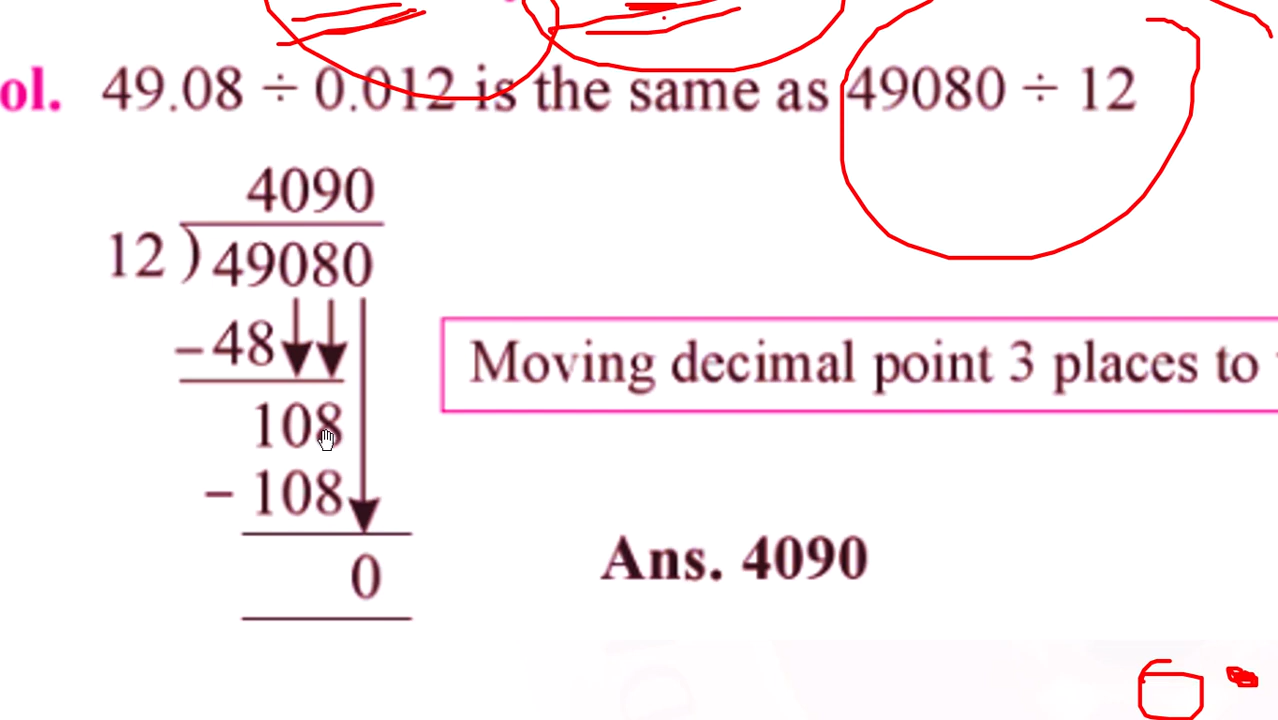 ol. 49.08 ÷ 0.012 is the same as 49080 ÷ 12
4090
12 ) 49080
– 48
108
– 108
0
Moving decimal point 3 places to
Ans. 4090